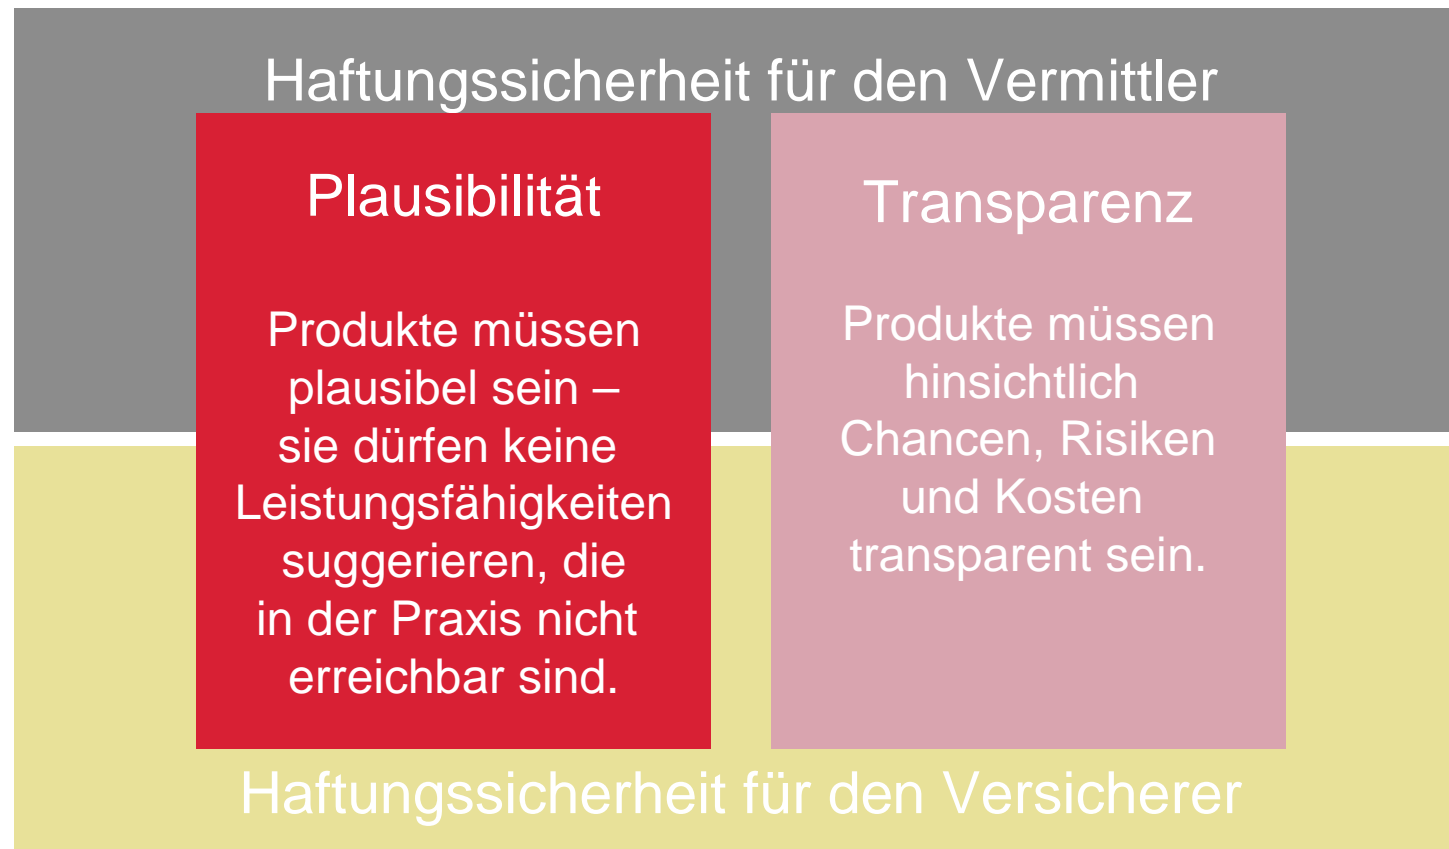 Haftungssicherheit für den Vermittler
Plausibilität
Produkte müssen
plausibel sein –
sie dürfen keine
Leistungsfähigkeiten
suggerieren, die
in der Praxis nicht
erreichbar sind.
Transparenz
Produkte müssen
hinsichtlich
Chancen, Risiken
und Kosten
transparent sein.
Haftungssicherheit für den Versicherer